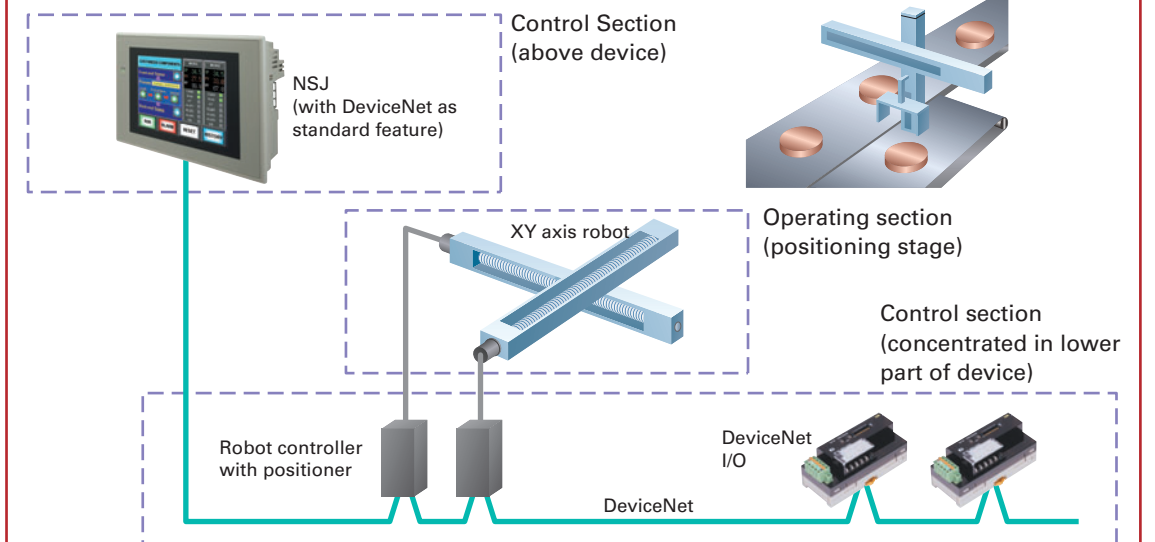 Control Section
(above device)
NSJ
(with DeviceNet as
standard feature)
XY axis robot
Operating section
(positioning stage)
Control section
(concentrated in lower
part of device)
Robot controller
with positioner
DeviceNet
I/O
DeviceNet